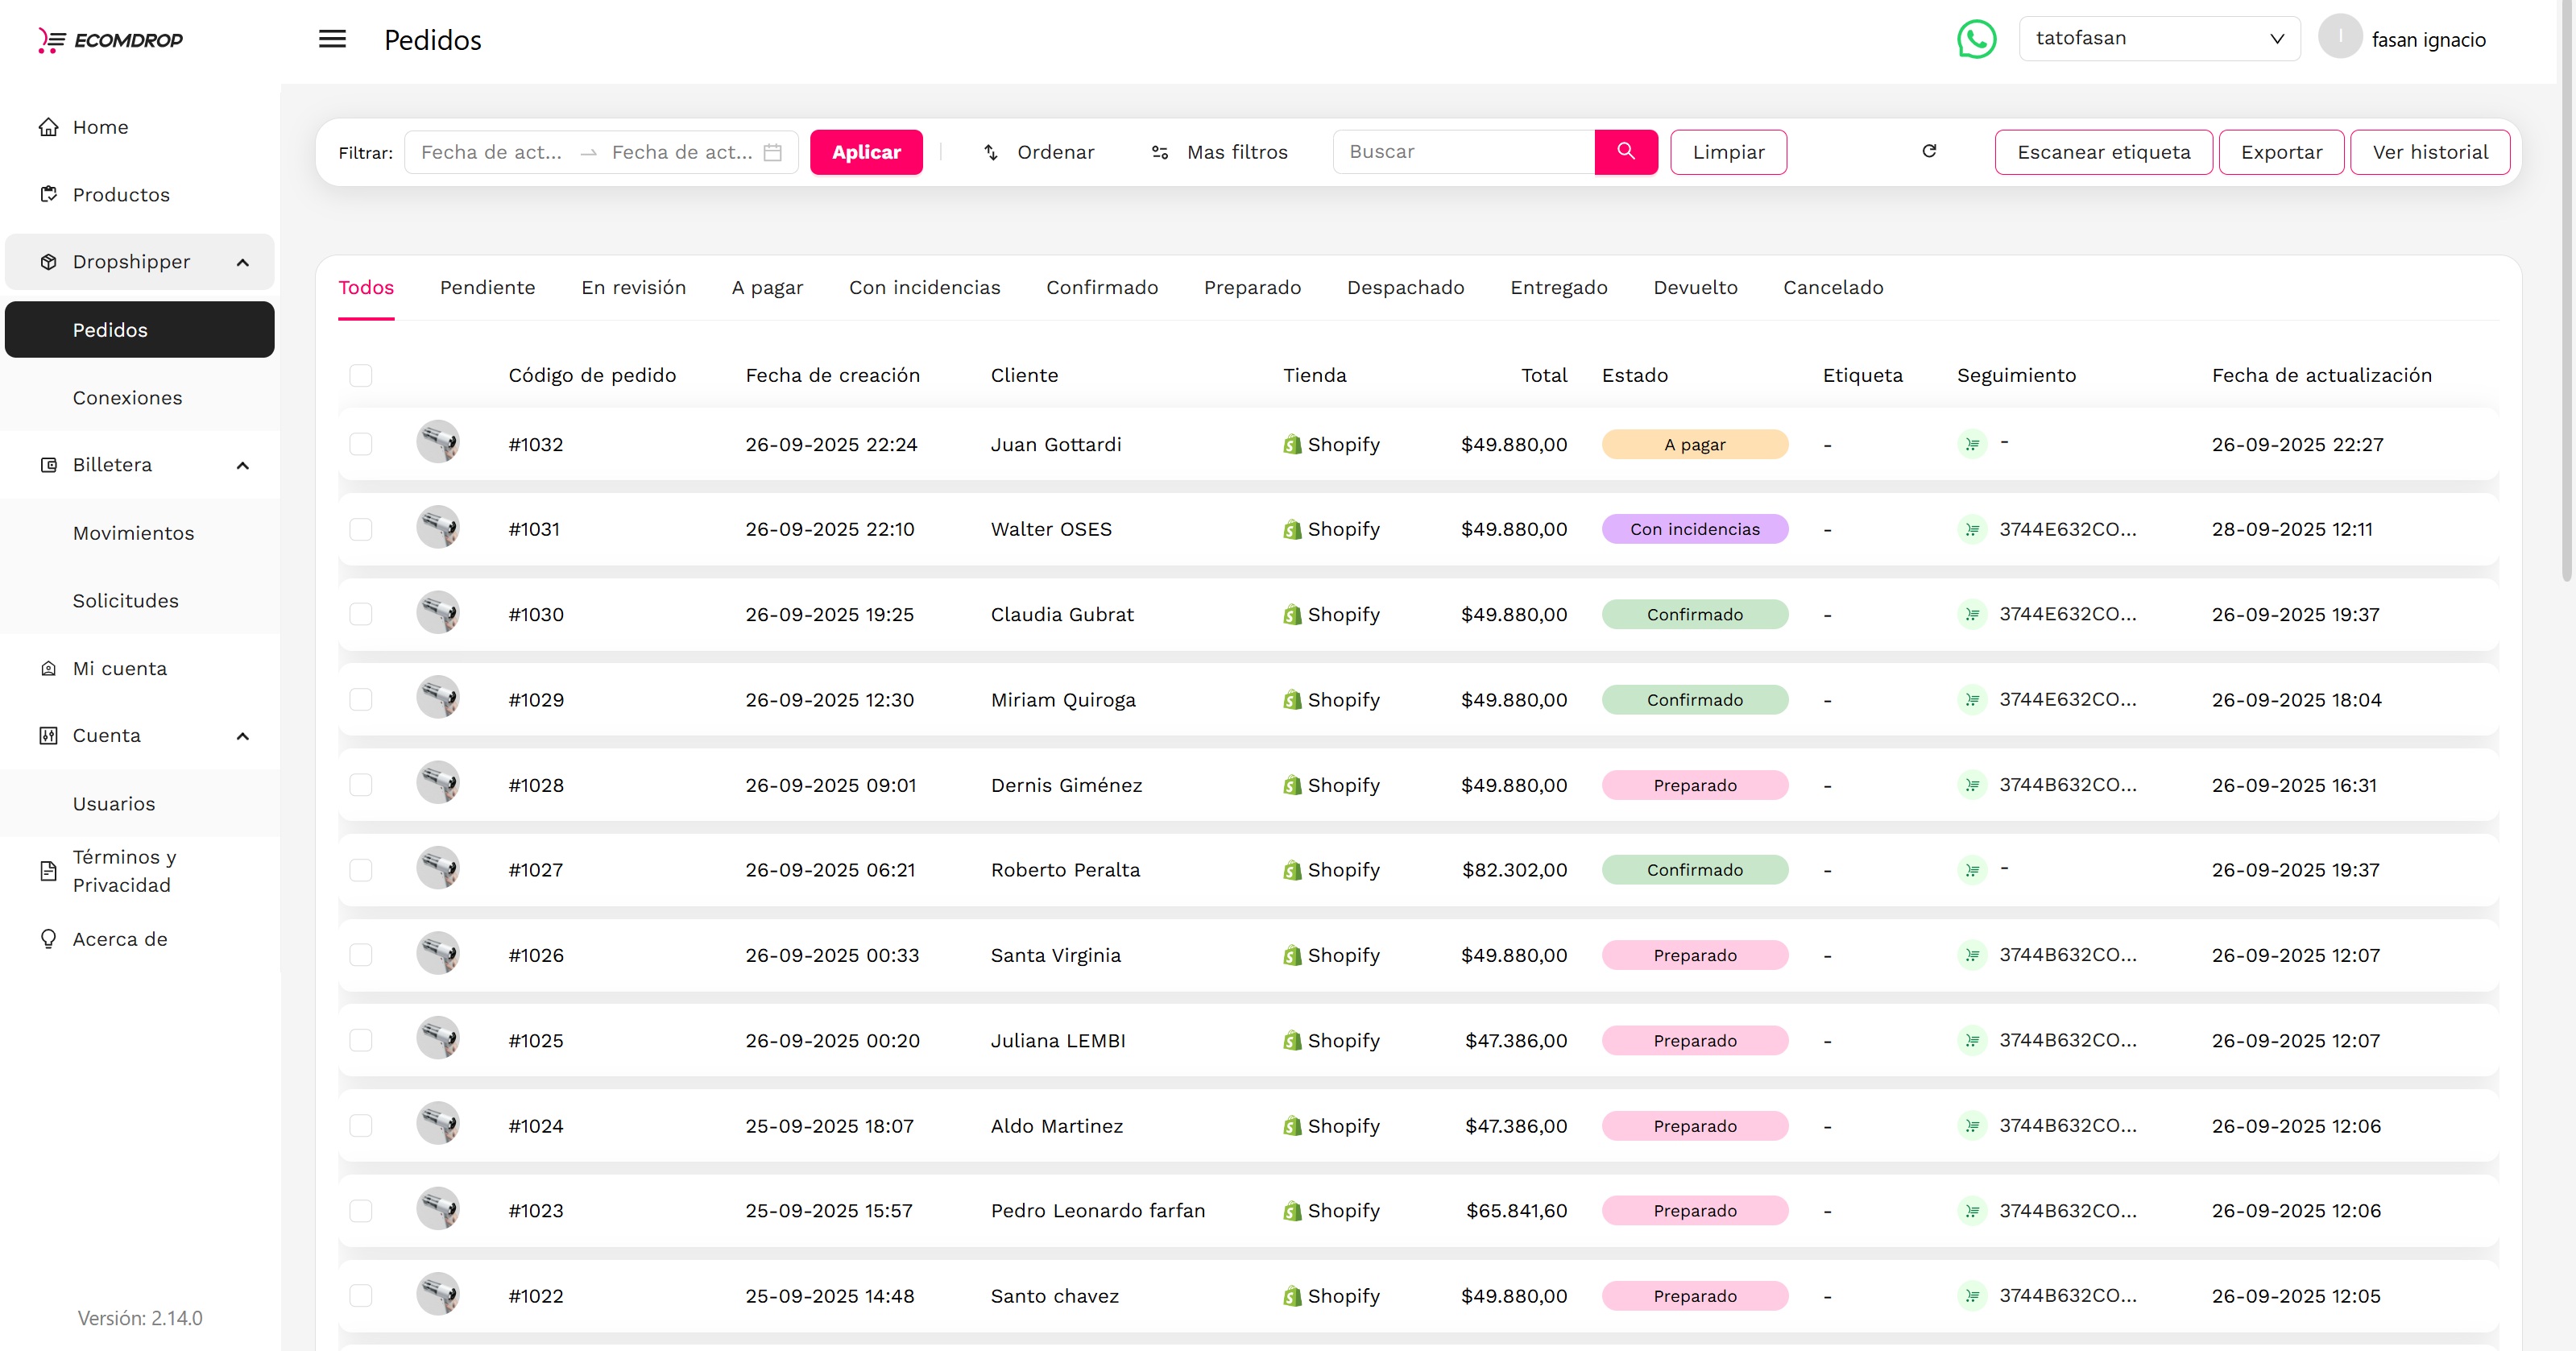 ECOMDROP
Pedidos
tatofasan
I
fasan ignacio
Home
Productos
Dropshipper
Pedidos
Conexiones
Billetera
Movimientos
Solicitudes
Mi cuenta
Cuenta
Usuarios
Términos y
Privacidad
Acerca de
Versión: 2.14.0
Filtrar: Fecha de act... Fecha de act... Aplicar Ordenar Mas filtros Buscar Limpiar Escanear etiqueta Exportar Ver historial
Todos Pendiente En revisión A pagar Con incidencias Confirmado Preparado Despachado Entregado Devuelto Cancelado
Código de pedido Fecha de creación Cliente Tienda Total Estado Etiqueta Seguimiento Fecha de actualización
#1032 26-09-2025 22:24 Juan Gottardi Shopify $49.880,00 A pagar - - 26-09-2025 22:27
#1031 26-09-2025 22:10 Walter OSES Shopify $49.880,00 Con incidencias - 3744E632CO... 28-09-2025 12:11
#1030 26-09-2025 19:25 Claudia Gubrat Shopify $49.880,00 Confirmado - 3744E632CO... 26-09-2025 19:37
#1029 26-09-2025 12:30 Miriam Quiroga Shopify $49.880,00 Confirmado - 3744E632CO... 26-09-2025 18:04
#1028 26-09-2025 09:01 Dernis Giménez Shopify $49.880,00 Preparado - 3744B632CO... 26-09-2025 16:31
#1027 26-09-2025 06:21 Roberto Peralta Shopify $82.302,00 Confirmado - - 26-09-2025 19:37
#1026 26-09-2025 00:33 Santa Virginia Shopify $49.880,00 Preparado - 3744B632CO... 26-09-2025 12:07
#1025 26-09-2025 00:20 Juliana LEMBI Shopify $47.386,00 Preparado - 3744B632CO... 26-09-2025 12:07
#1024 25-09-2025 18:07 Aldo Martinez Shopify $47.386,00 Preparado - 3744B632CO... 26-09-2025 12:06
#1023 25-09-2025 15:57 Pedro Leonardo farfan Shopify $65.841,60 Preparado - 3744B632CO... 26-09-2025 12:06
#1022 25-09-2025 14:48 Santo chavez Shopify $49.880,00 Preparado - 3744B632CO... 26-09-2025 12:05